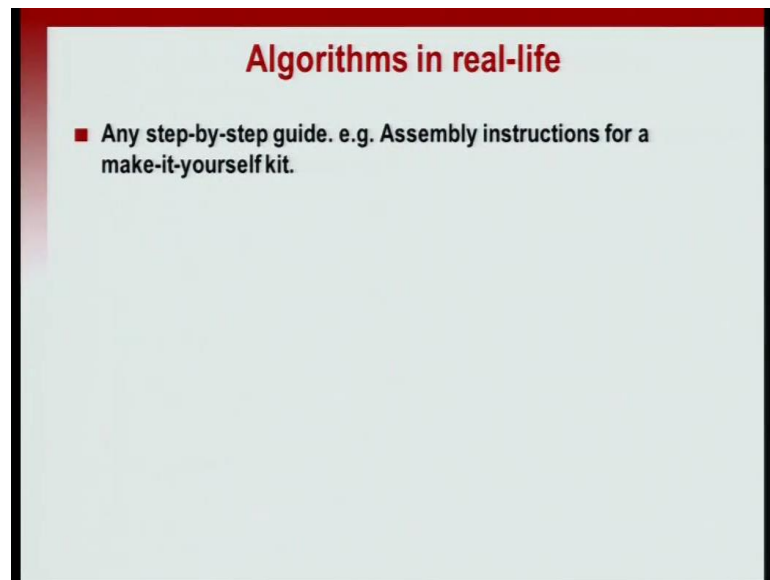 Algorithms in real-life
Any step-by-step guide. e.g. Assembly instructions for a
make-it-yourself kit.